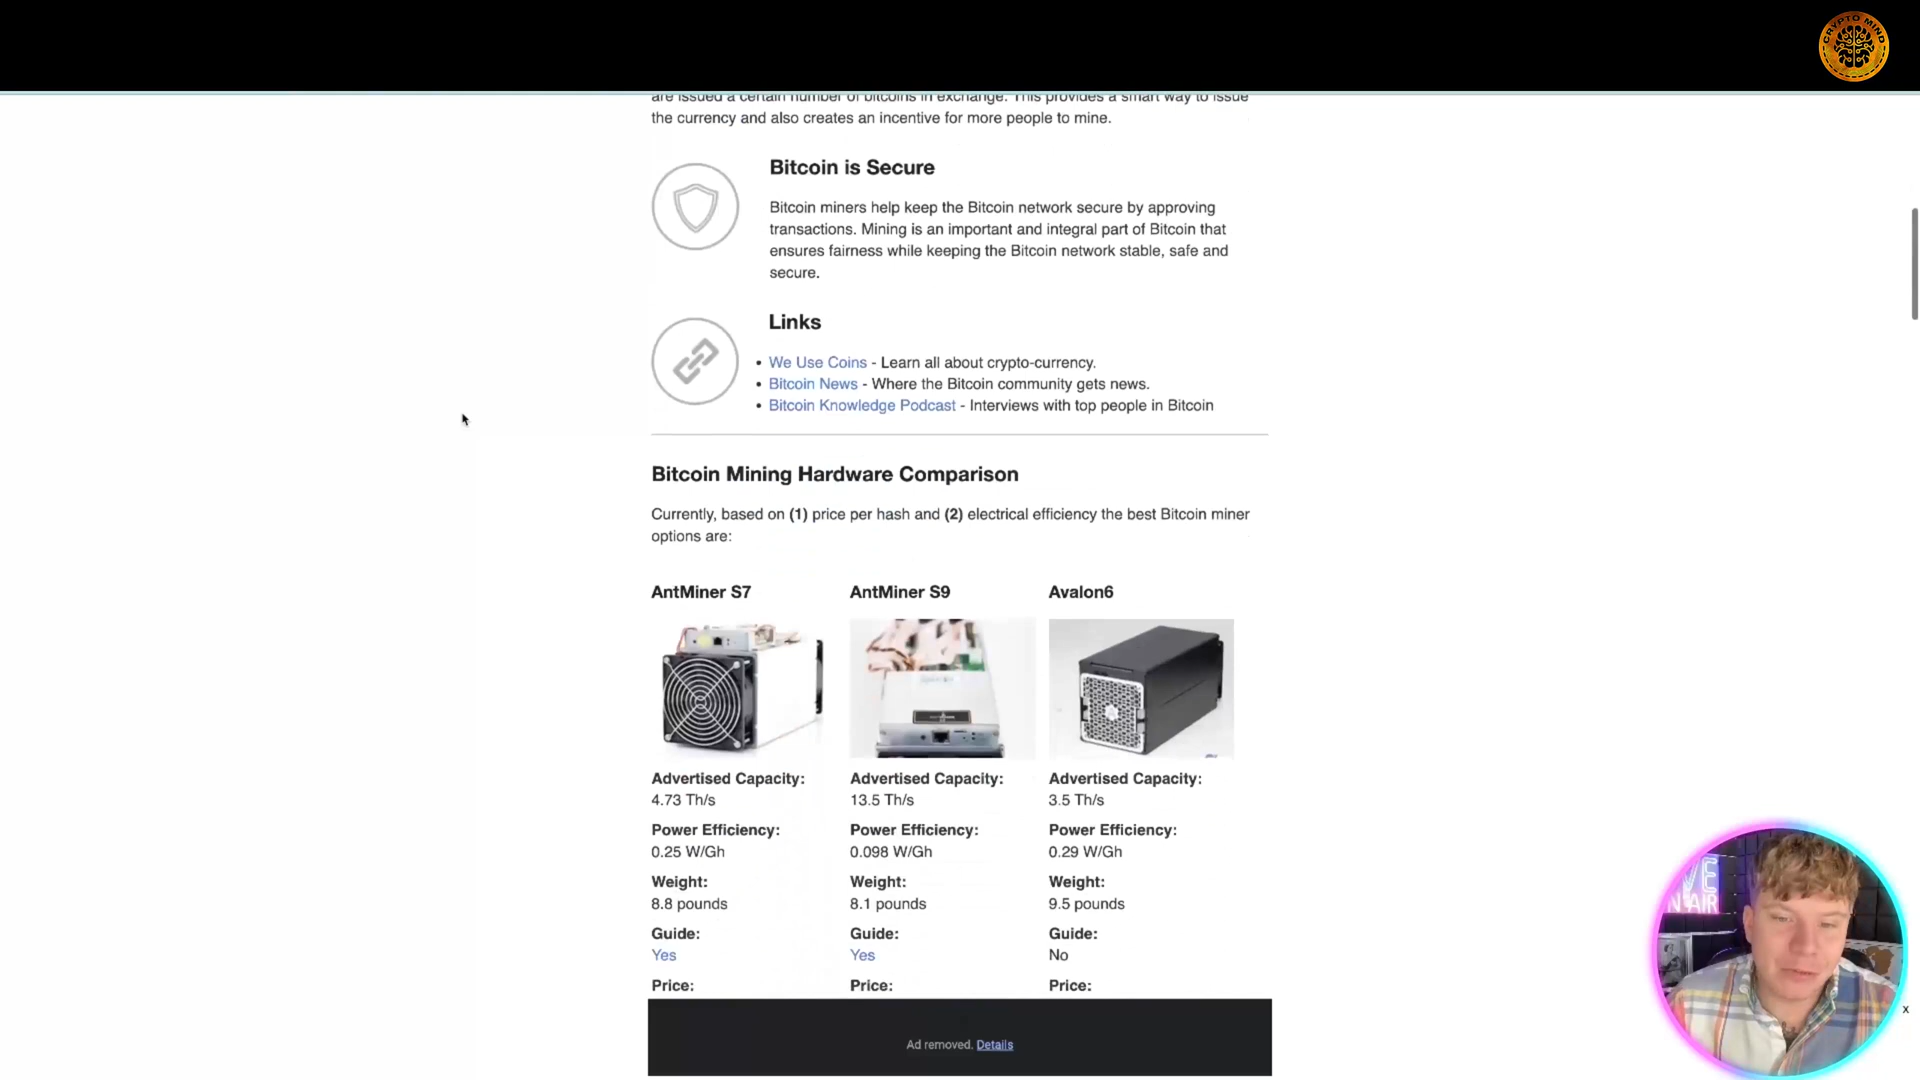 CRYPTO MIND
are issued a certain number of bitcoins in exchange. This provides a smart way to issue
the currency and also creates an incentive for more people to mine.
Bitcoin is Secure
Bitcoin miners help keep the Bitcoin network secure by approving
transactions. Mining is an important and integral part of Bitcoin that
ensures fairness while keeping the Bitcoin network stable, safe and
secure.
Links
• We Use Coins - Learn all about crypto-currency.
• Bitcoin News - Where the Bitcoin community gets news.
• Bitcoin Knowledge Podcast - Interviews with top people in Bitcoin
Bitcoin Mining Hardware Comparison
Currently, based on (1) price per hash and (2) electrical efficiency the best Bitcoin miner
options are:
AntMiner S7 AntMiner S9 Avalon6
Advertised Capacity: Advertised Capacity: Advertised Capacity:
4.73 Th/s 13.5 Th/s 3.5 Th/s
Power Efficiency: Power Efficiency: Power Efficiency:
0.25 W/Gh 0.098 W/Gh 0.29 W/Gh
Weight: Weight: Weight:
8.8 pounds 8.1 pounds 9.5 pounds
Guide: Guide: Guide:
Yes Yes No
Price: Price: Price:
Ad removed. Details
x
VE
N AIR